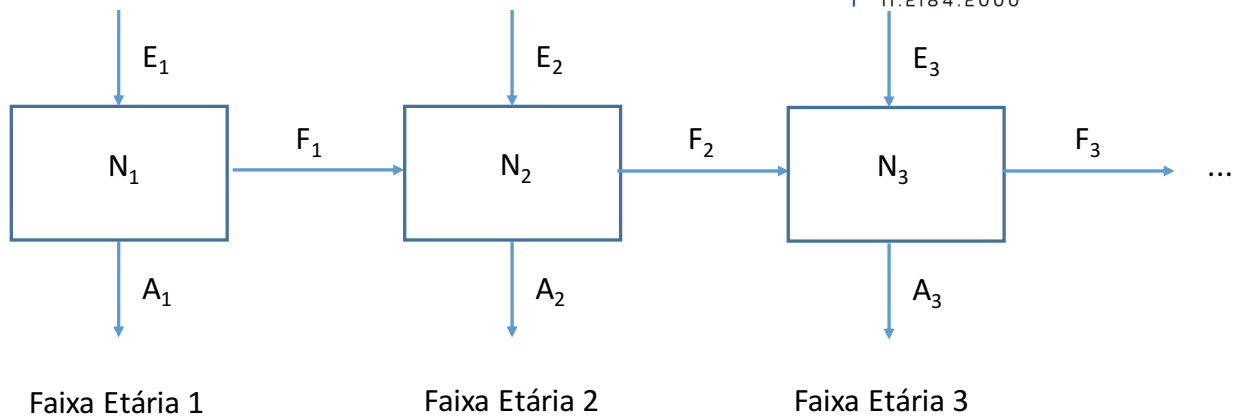 E₁ E₂ E₃
N₁ F₁ N₂ F₂ N₃ F₃ ...
A₁ A₂ A₃
Faixa Etária 1 Faixa Etária 2 Faixa Etária 3